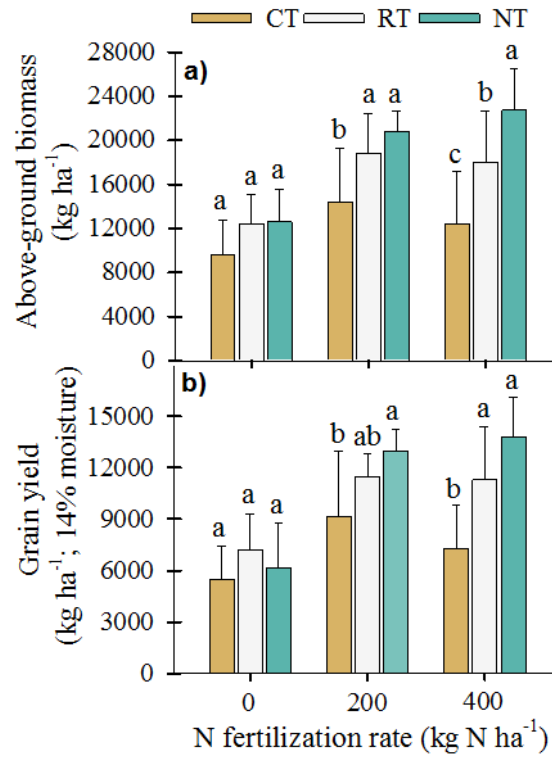 CT RT NT
a)
Above-ground biomass
(kg ha⁻¹)
28000
24000
20000
16000
12000
8000
4000
0
a a a
b a a
c b a
b)
Grain yield
(kg ha⁻¹; 14% moisture)
15000
12000
9000
6000
3000
0
a a a
b ab a
b a a
0 200 400
N fertilization rate (kg N ha⁻¹)